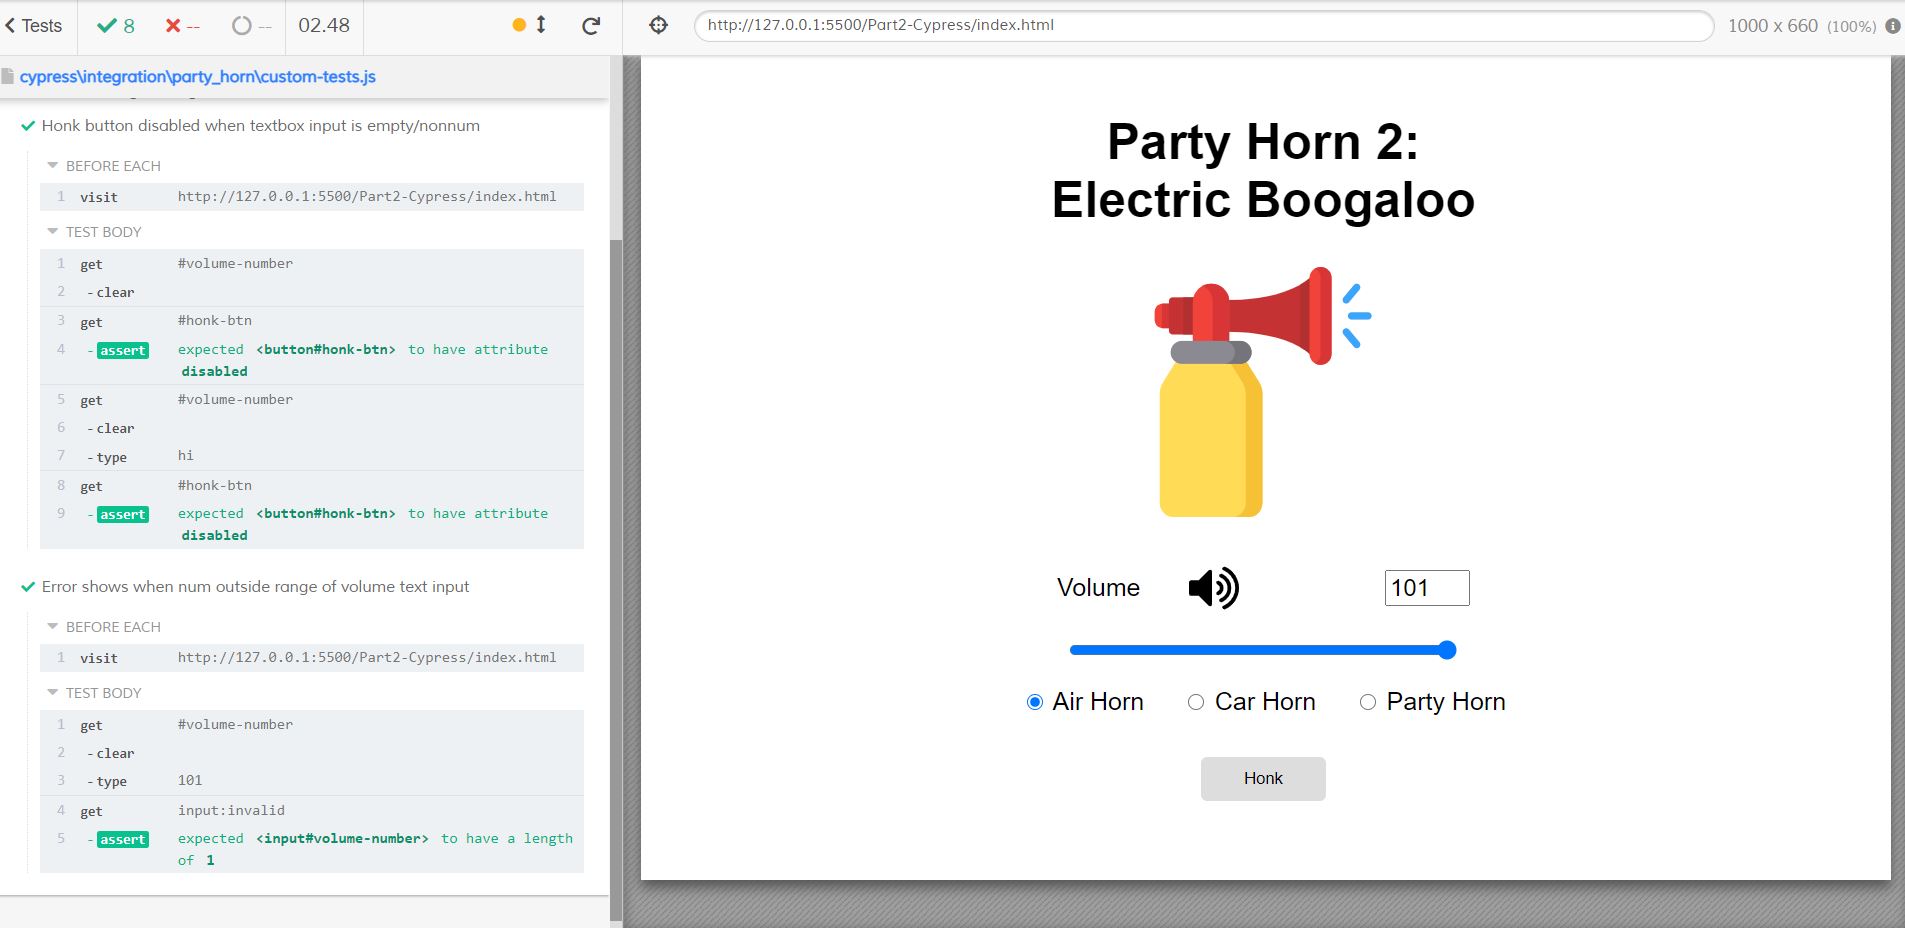 Tests 8 -- -- 02.48
http://127.0.0.1:5500/Part2-Cypress/index.html 1000 x 660 (100%)
cypress\integration\party_horn\custom-tests.js
Honk button disabled when textbox input is empty/nonnum
BEFORE EACH
1 visit http://127.0.0.1:5500/Part2-Cypress/index.html
TEST BODY
1 get #volume-number
2 -clear
3 get #honk-btn
4 -assert expected <button#honk-btn> to have attribute
disabled
5 get #volume-number
6 -clear
7 -type hi
8 get #honk-btn
9 -assert expected <button#honk-btn> to have attribute
disabled
Error shows when num outside range of volume text input
BEFORE EACH
1 visit http://127.0.0.1:5500/Part2-Cypress/index.html
TEST BODY
1 get #volume-number
2 -clear
3 -type 101
4 get input:invalid
5 -assert expected <input#volume-number> to have a length
of 1
Party Horn 2:
Electric Boogaloo
Volume 101
Air Horn Car Horn Party Horn
Honk